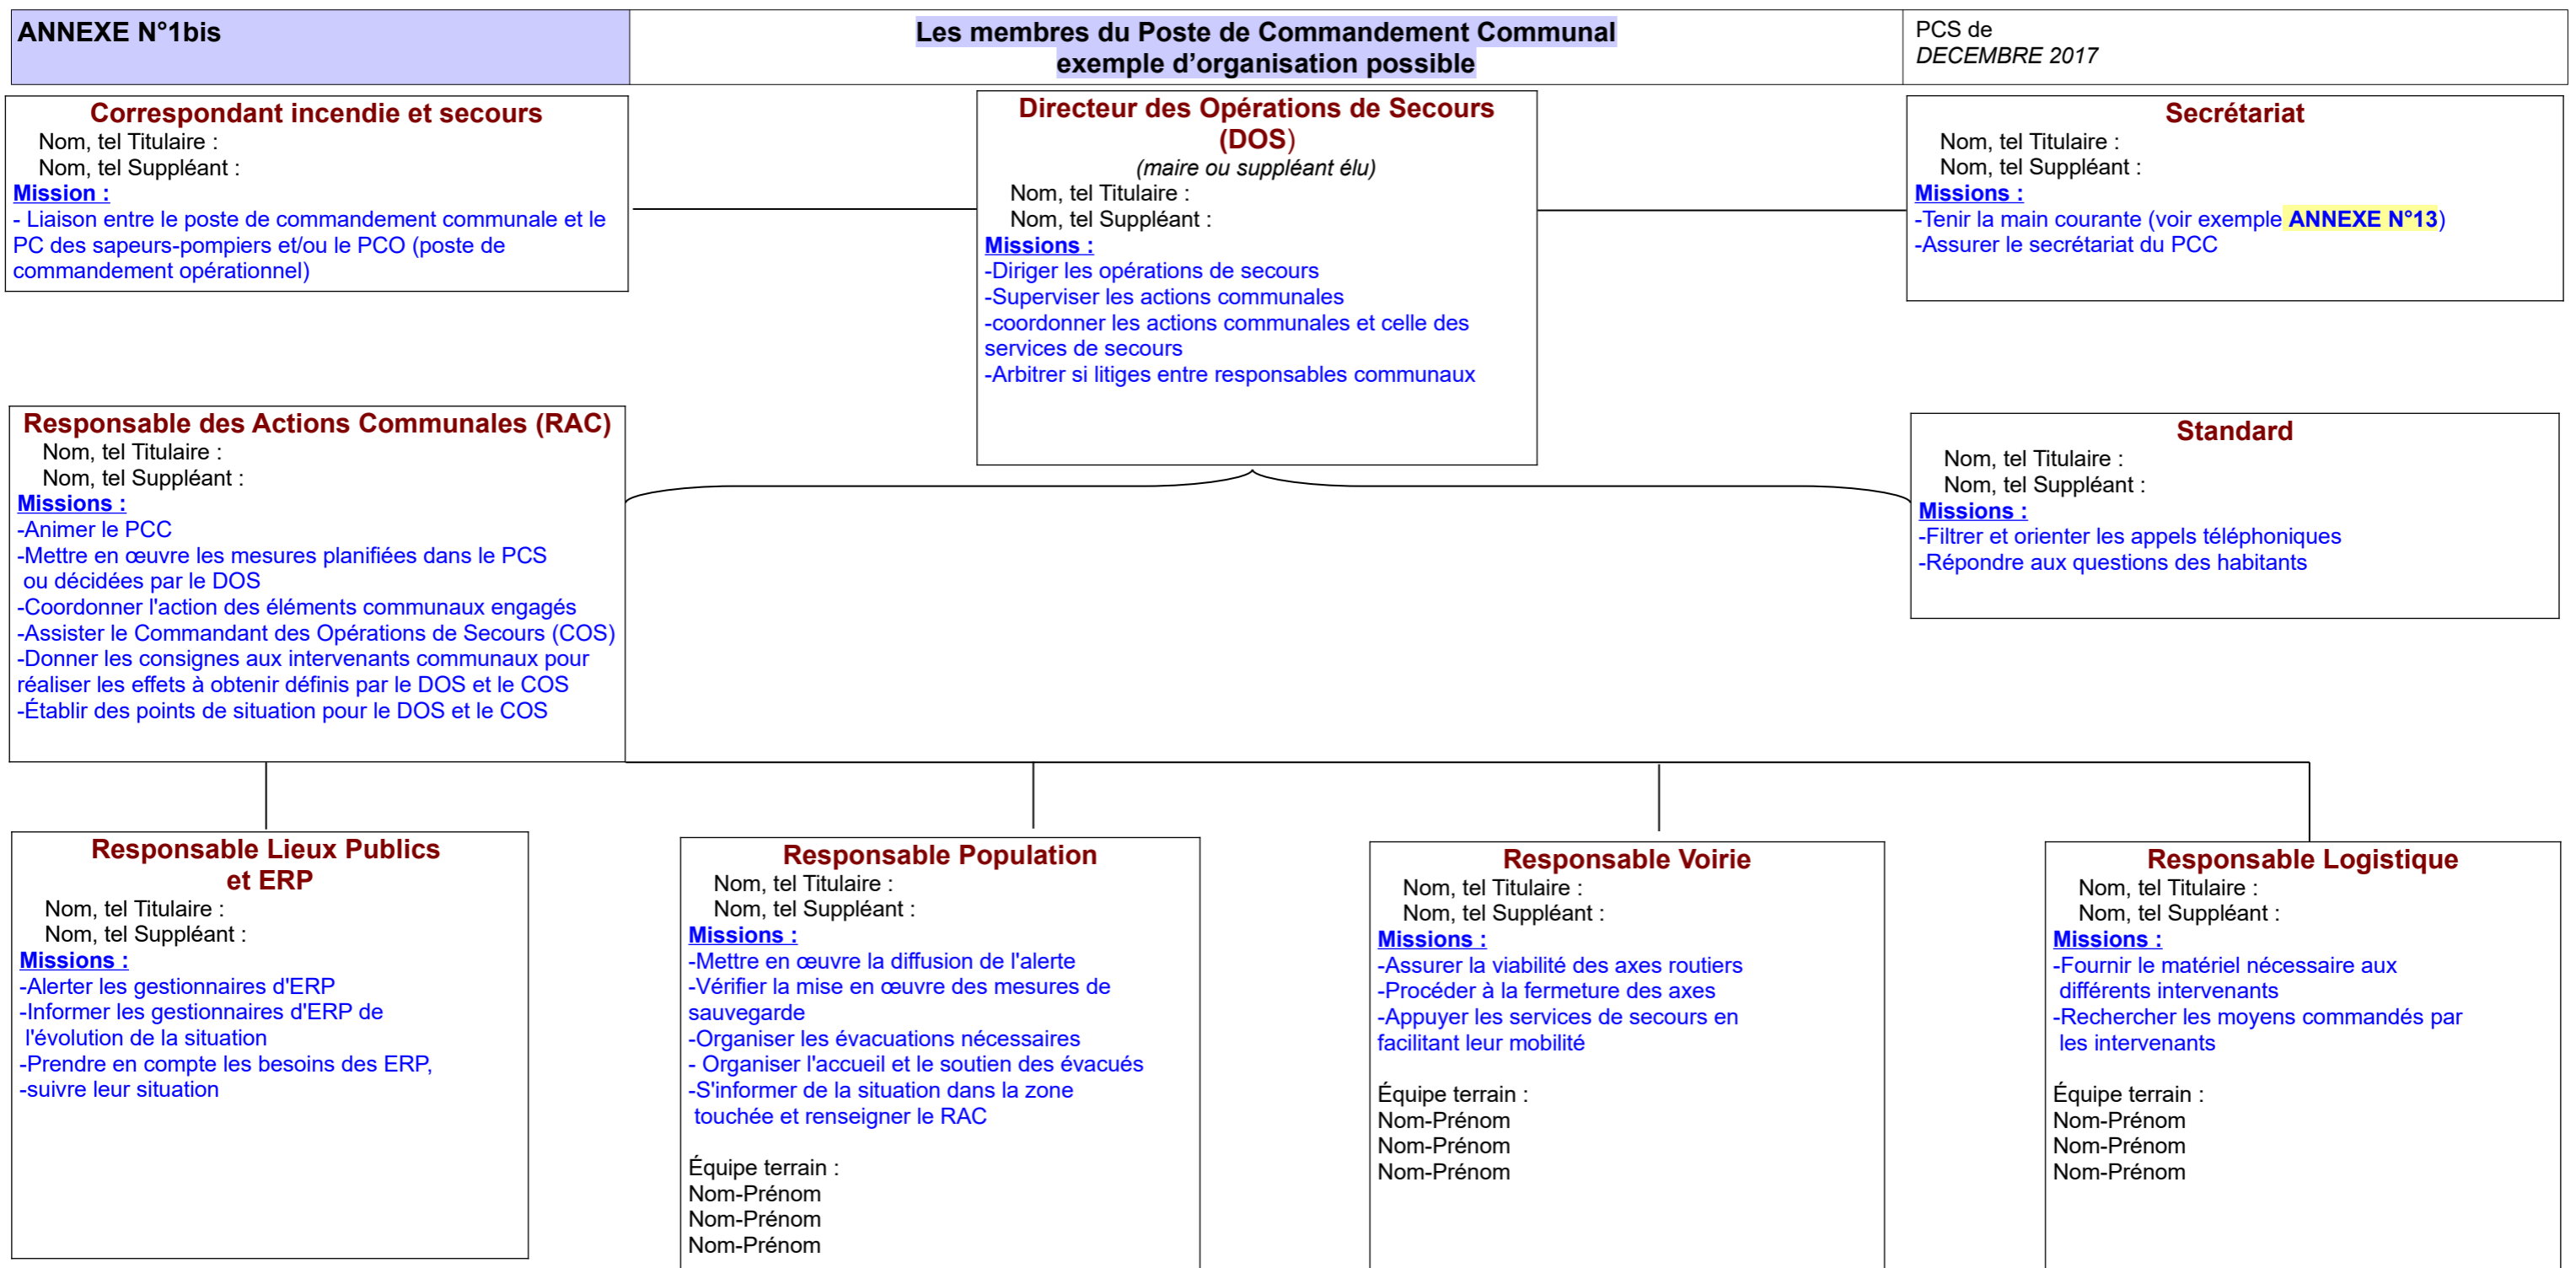 ANNEXE N°1bis
Les membres du Poste de Commandement Communal
exemple d'organisation possible
PCS de
DECEMBRE 2017
Correspondant incendie et secours
Nom, tel Titulaire :
Nom, tel Suppléant :
Mission :
- Liaison entre le poste de commandement communale et le
PC des sapeurs-pompiers et/ou le PCO (poste de
commandement opérationnel)
Directeur des Opérations de Secours
(DOS)
(maire ou suppléant élu)
Nom, tel Titulaire :
Nom, tel Suppléant :
Missions :
-Diriger les opérations de secours
-Superviser les actions communales
-coordonner les actions communales et celle des
services de secours
-Arbitrer si litiges entre responsables communaux
Secrétariat
Nom, tel Titulaire :
Nom, tel Suppléant :
Missions :
-Tenir la main courante (voir exemple ANNEXE N°13)
-Assurer le secrétariat du PCC
Responsable des Actions Communales (RAC)
Nom, tel Titulaire :
Nom, tel Suppléant :
Missions :
-Animer le PCC
-Mettre en œuvre les mesures planifiées dans le PCS
ou décidées par le DOS
-Coordonner l'action des éléments communaux engagés
-Assister le Commandant des Opérations de Secours (COS)
-Donner les consignes aux intervenants communaux pour
réaliser les effets à obtenir définis par le DOS et le COS
-Établir des points de situation pour le DOS et le COS
Standard
Nom, tel Titulaire :
Nom, tel Suppléant :
Missions :
-Filtrer et orienter les appels téléphoniques
-Répondre aux questions des habitants
Responsable Lieux Publics
et ERP
Nom, tel Titulaire :
Nom, tel Suppléant :
Missions :
-Alerter les gestionnaires d'ERP
-Informer les gestionnaires d'ERP de
l'évolution de la situation
-Prendre en compte les besoins des ERP,
-suivre leur situation
Responsable Population
Nom, tel Titulaire :
Nom, tel Suppléant :
Missions :
-Mettre en œuvre la diffusion de l'alerte
-Vérifier la mise en œuvre des mesures de
sauvegarde
-Organiser les évacuations nécessaires
- Organiser l'accueil et le soutien des évacués
-S'informer de la situation dans la zone
touchée et renseigner le RAC
Équipe terrain :
Nom-Prénom
Nom-Prénom
Nom-Prénom
Responsable Voirie
Nom, tel Titulaire :
Nom, tel Suppléant :
Missions :
-Assurer la viabilité des axes routiers
-Procéder à la fermeture des axes
-Appuyer les services de secours en
facilitant leur mobilité
Équipe terrain :
Nom-Prénom
Nom-Prénom
Nom-Prénom
Responsable Logistique
Nom, tel Titulaire :
Nom, tel Suppléant :
Missions :
-Fournir le matériel nécessaire aux
différents intervenants
-Rechercher les moyens commandés par
les intervenants
Équipe terrain :
Nom-Prénom
Nom-Prénom
Nom-Prénom